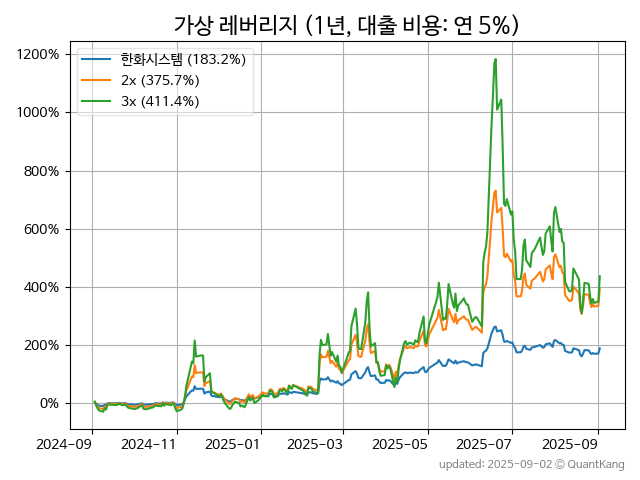 가상 레버리지 (1년, 대출 비용: 연 5%)
1200%
1000%
800%
600%
400%
200%
0%
한화시스템 (183.2%)
2x (375.7%)
3x (411.4%)
2024-09
2024-11
2025-01
2025-03
2025-05
2025-07
2025-09
updated: 2025-09-02 © QuantKang